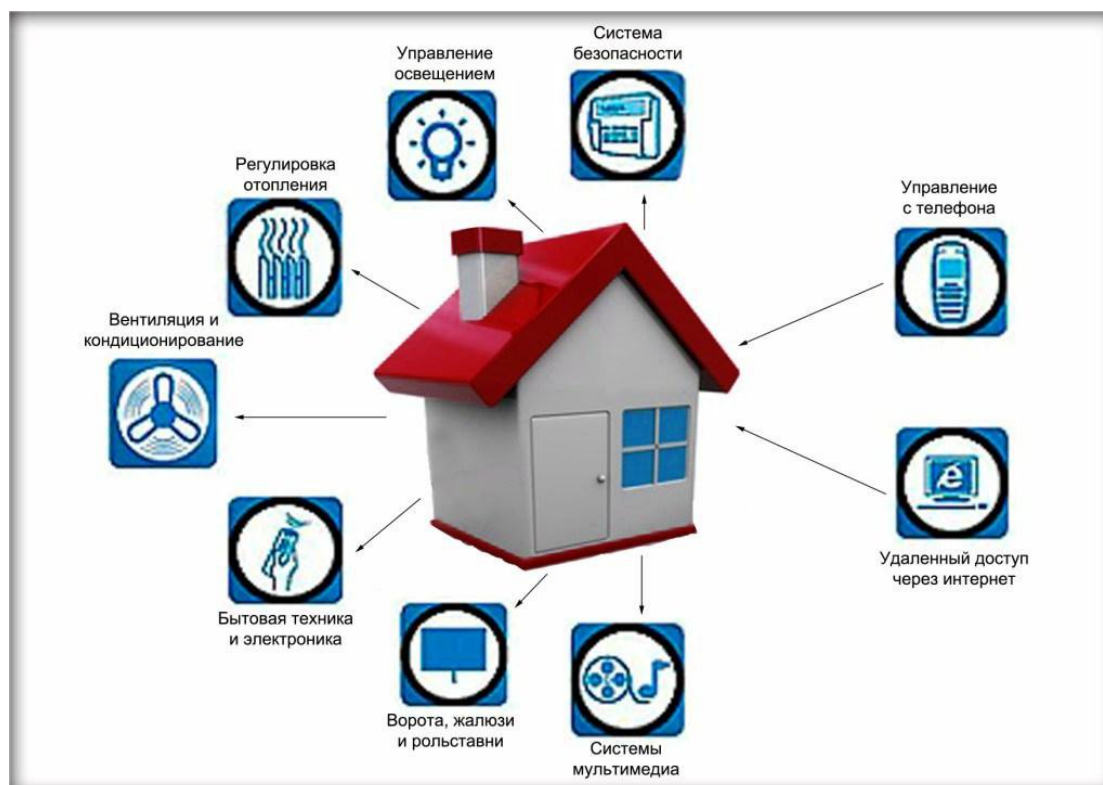 Система
безопасности
Управление
освещением
Регулировка
отопления
Управление
с телефона
Вентиляция и
кондиционирование
Удаленный доступ
через интернет
Бытовая техника
и электроника
Ворота, жалюзи
и рольставни
Системы
мультимедиа